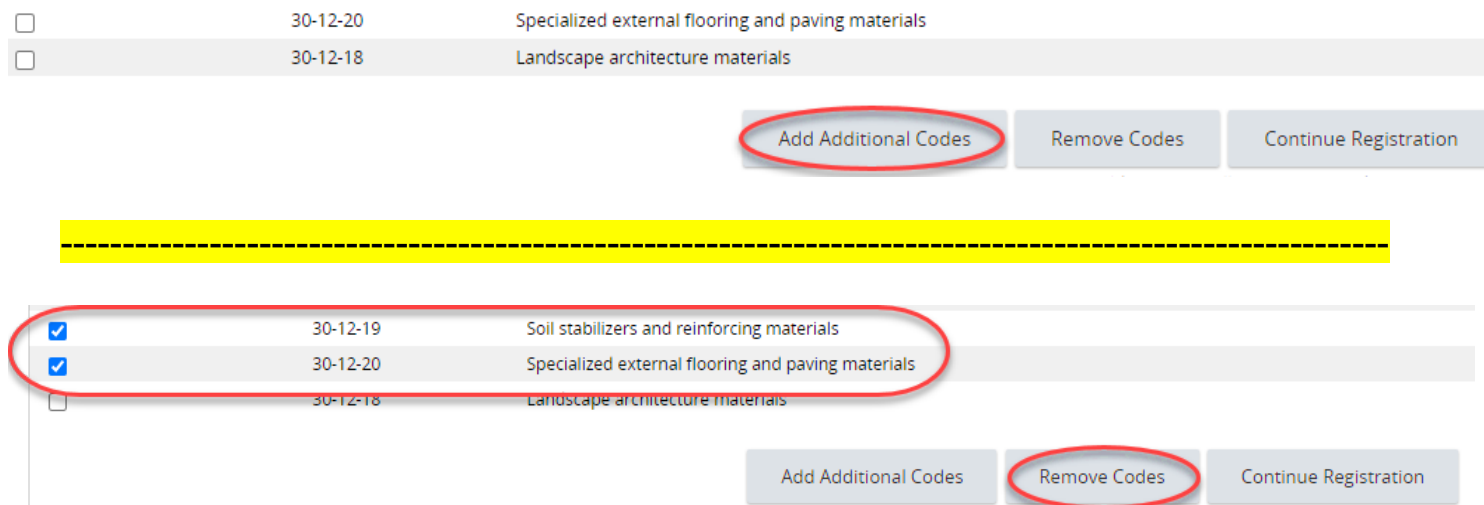 30-12-20 Specialized external flooring and paving materials
30-12-18 Landscape architecture materials
Add Additional Codes Remove Codes Continue Registration
--------------------------------------------------------------------------------------------------------------
30-12-19 Soil stabilizers and reinforcing materials
30-12-20 Specialized external flooring and paving materials
30-12-18 Landscape architecture materials
Add Additional Codes Remove Codes Continue Registration